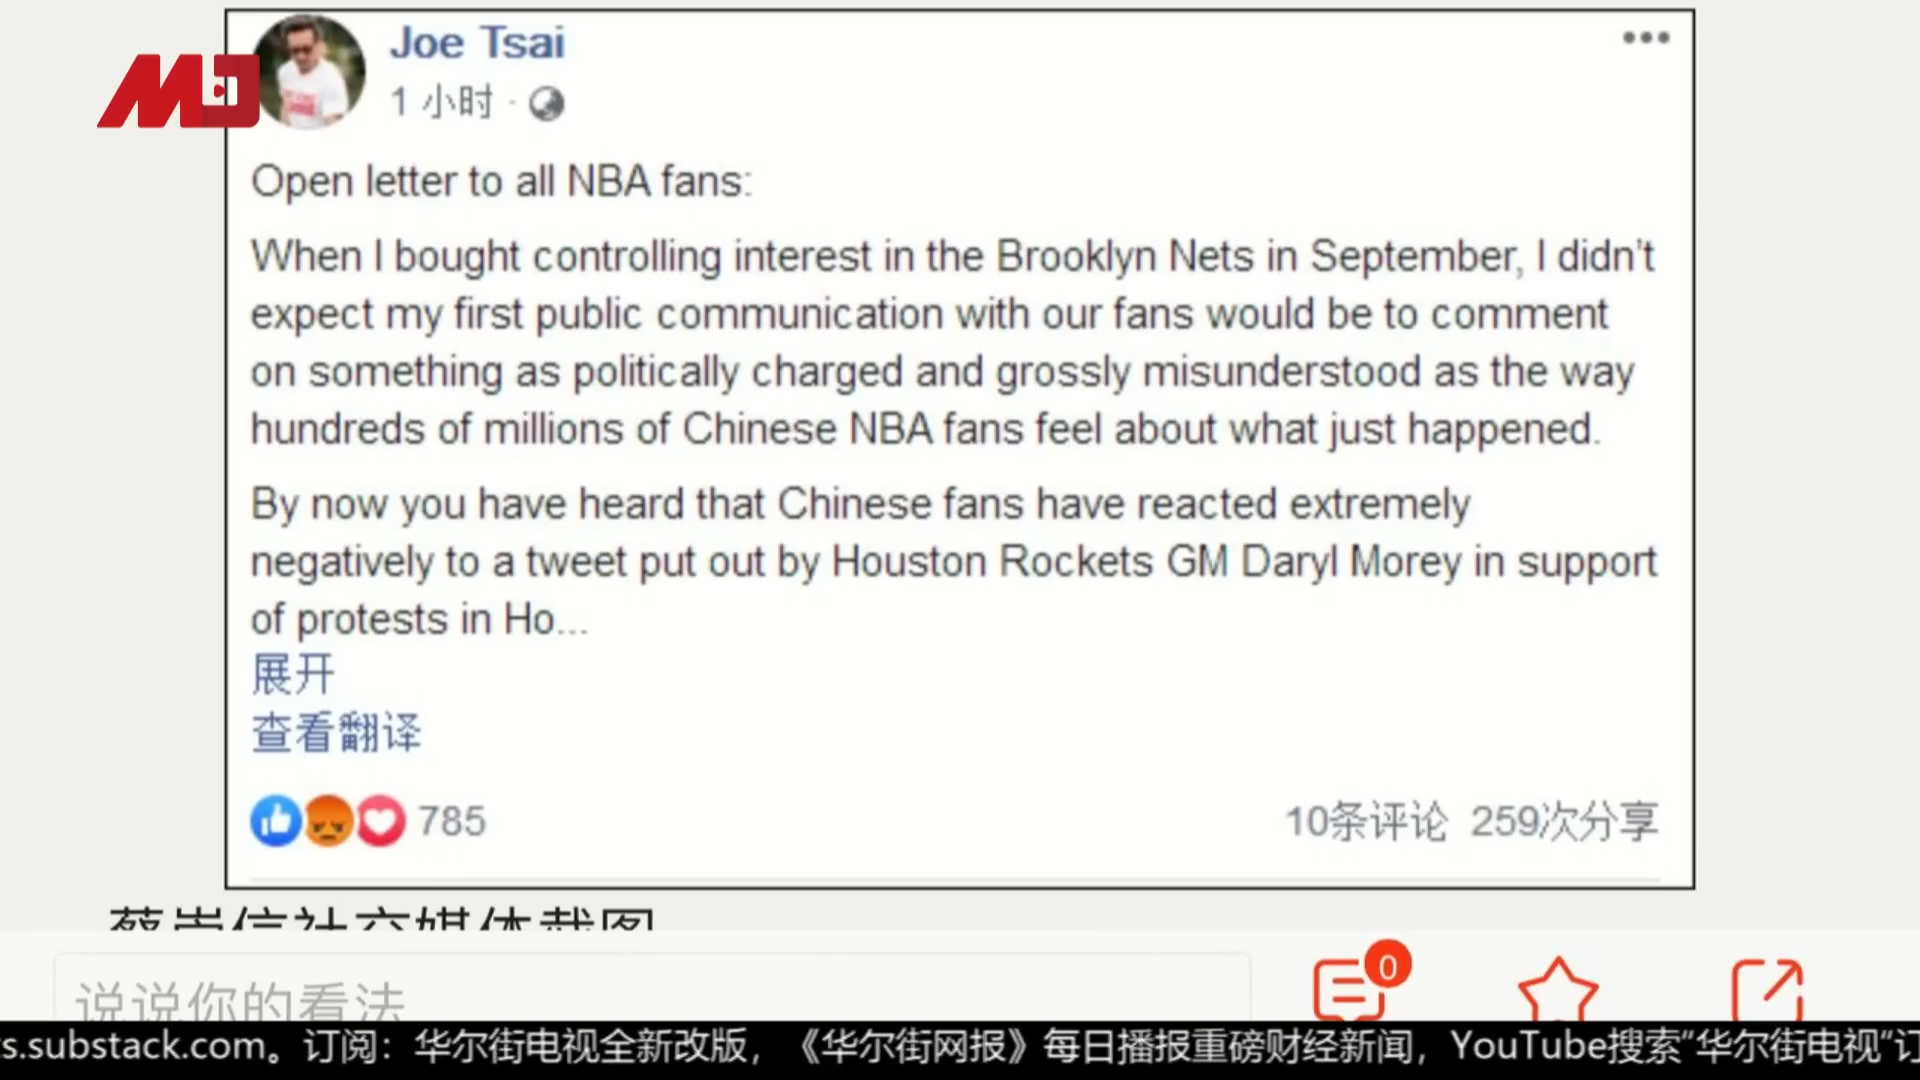 Joe Tsai
1 小时 ·
Open letter to all NBA fans:
When I bought controlling interest in the Brooklyn Nets in September, I didn't
expect my first public communication with our fans would be to comment
on something as politically charged and grossly misunderstood as the way
hundreds of millions of Chinese NBA fans feel about what just happened.
By now you have heard that Chinese fans have reacted extremely
negatively to a tweet put out by Houston Rockets GM Daryl Morey in support
of protests in Ho...
展开
查看翻译
785
10条评论 259次分享
蔡崇信社交媒体截图
说说你的看法
0
s.substack.com。订阅：华尔街电视全新改版，《华尔街网报》每日播报重磅财经新闻，YouTube搜索“华尔街电视“订